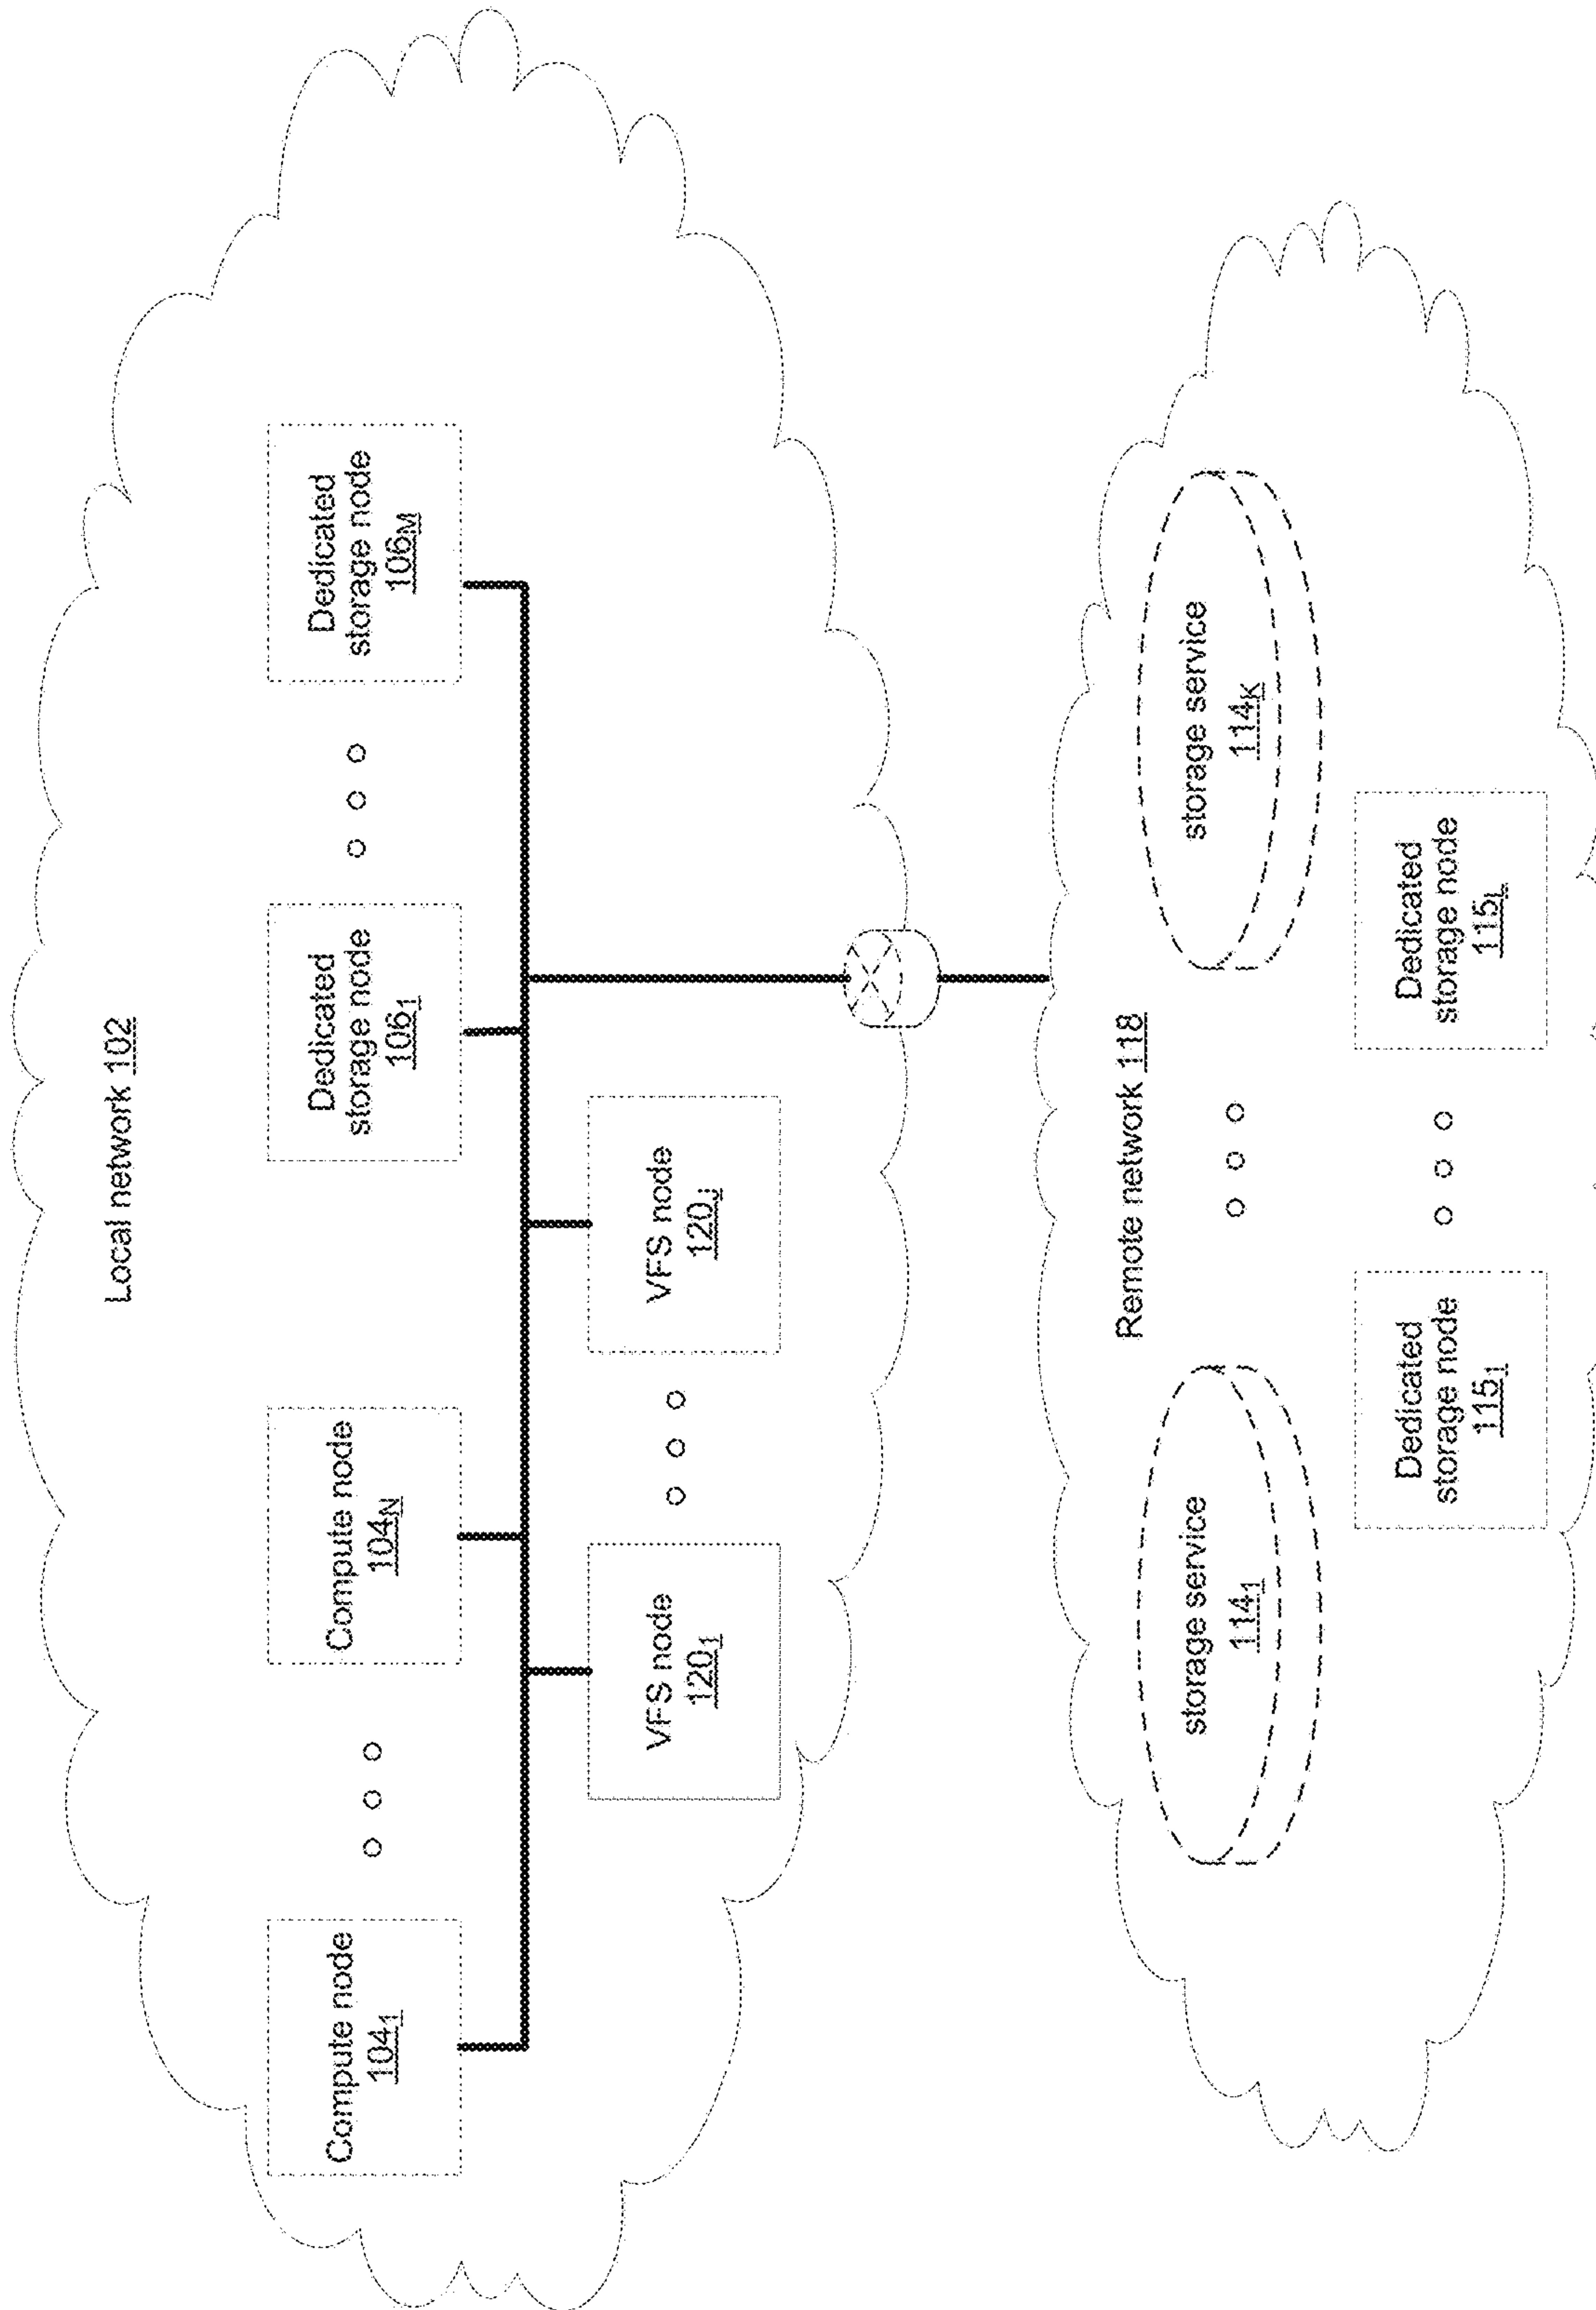 Local network 102
Compute node
104₁
Compute node
104N
Dedicated
storage node
106₁
Dedicated
storage node
106M
VFS node
120₁
VFS node
120J
Remote network 118
storage service
114₁
storage service
114K
Dedicated
storage node
115₁
Dedicated
storage node
115L